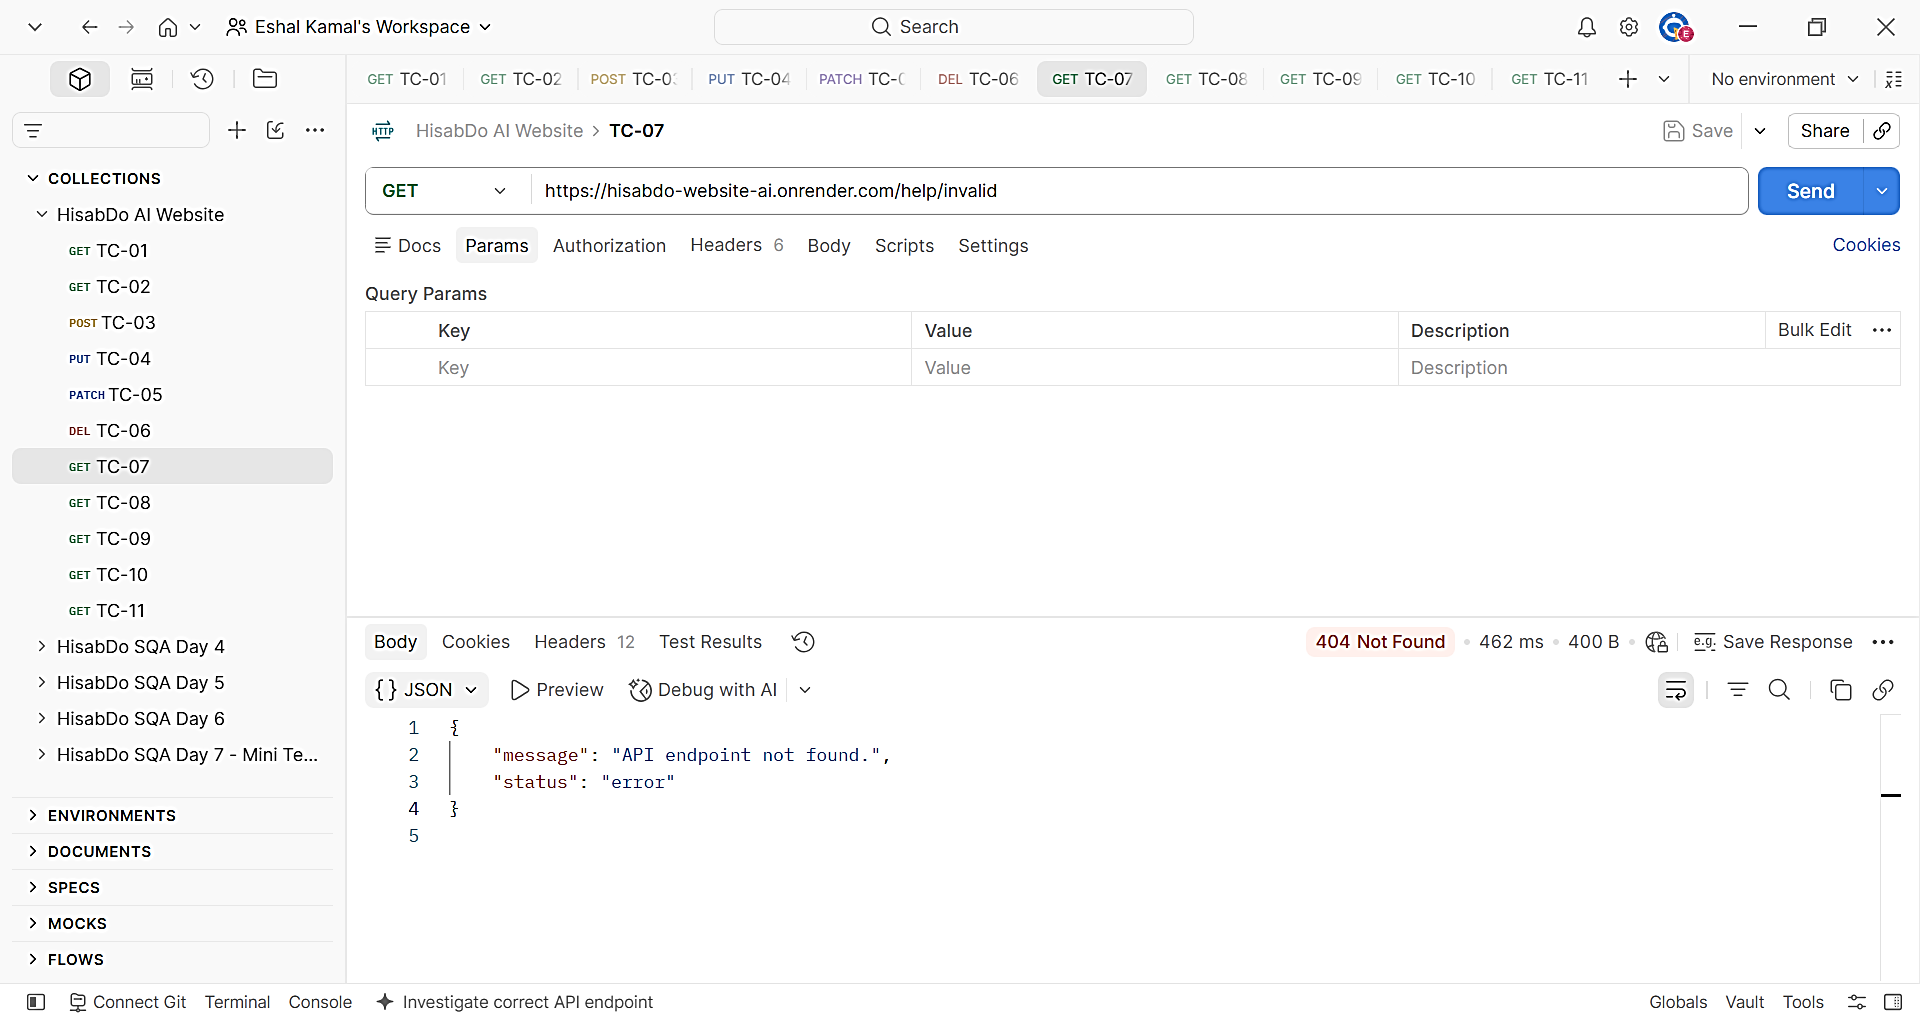 Eshal Kamal's Workspace
Search
E
GET TC-01
GET TC-02
POST TC-03
PUT TC-04
PATCH TC-0
DEL TC-06
GET TC-07
GET TC-08
GET TC-09
GET TC-10
GET TC-11
No environment
HTTP HisabDo AI Website > TC-07
Save
Share
COLLECTIONS
HisabDo AI Website
GET TC-01
GET TC-02
POST TC-03
PUT TC-04
PATCH TC-05
DEL TC-06
GET TC-07
GET TC-08
GET TC-09
GET TC-10
GET TC-11
HisabDo SQA Day 4
HisabDo SQA Day 5
HisabDo SQA Day 6
HisabDo SQA Day 7 - Mini Te...
ENVIRONMENTS
DOCUMENTS
SPECS
MOCKS
FLOWS
GET https://hisabdo-website-ai.onrender.com/help/invalid
Send
Docs Params Authorization Headers 6 Body Scripts Settings
Cookies
Query Params
Key Value Description Bulk Edit
Key Value Description
Body Cookies Headers 12 Test Results
404 Not Found • 462 ms • 400 B
e.g. Save Response
{} JSON Preview Debug with AI
1 {
2 "message": "API endpoint not found.",
3 "status": "error"
4 }
5
Connect Git Terminal Console Investigate correct API endpoint
Globals Vault Tools